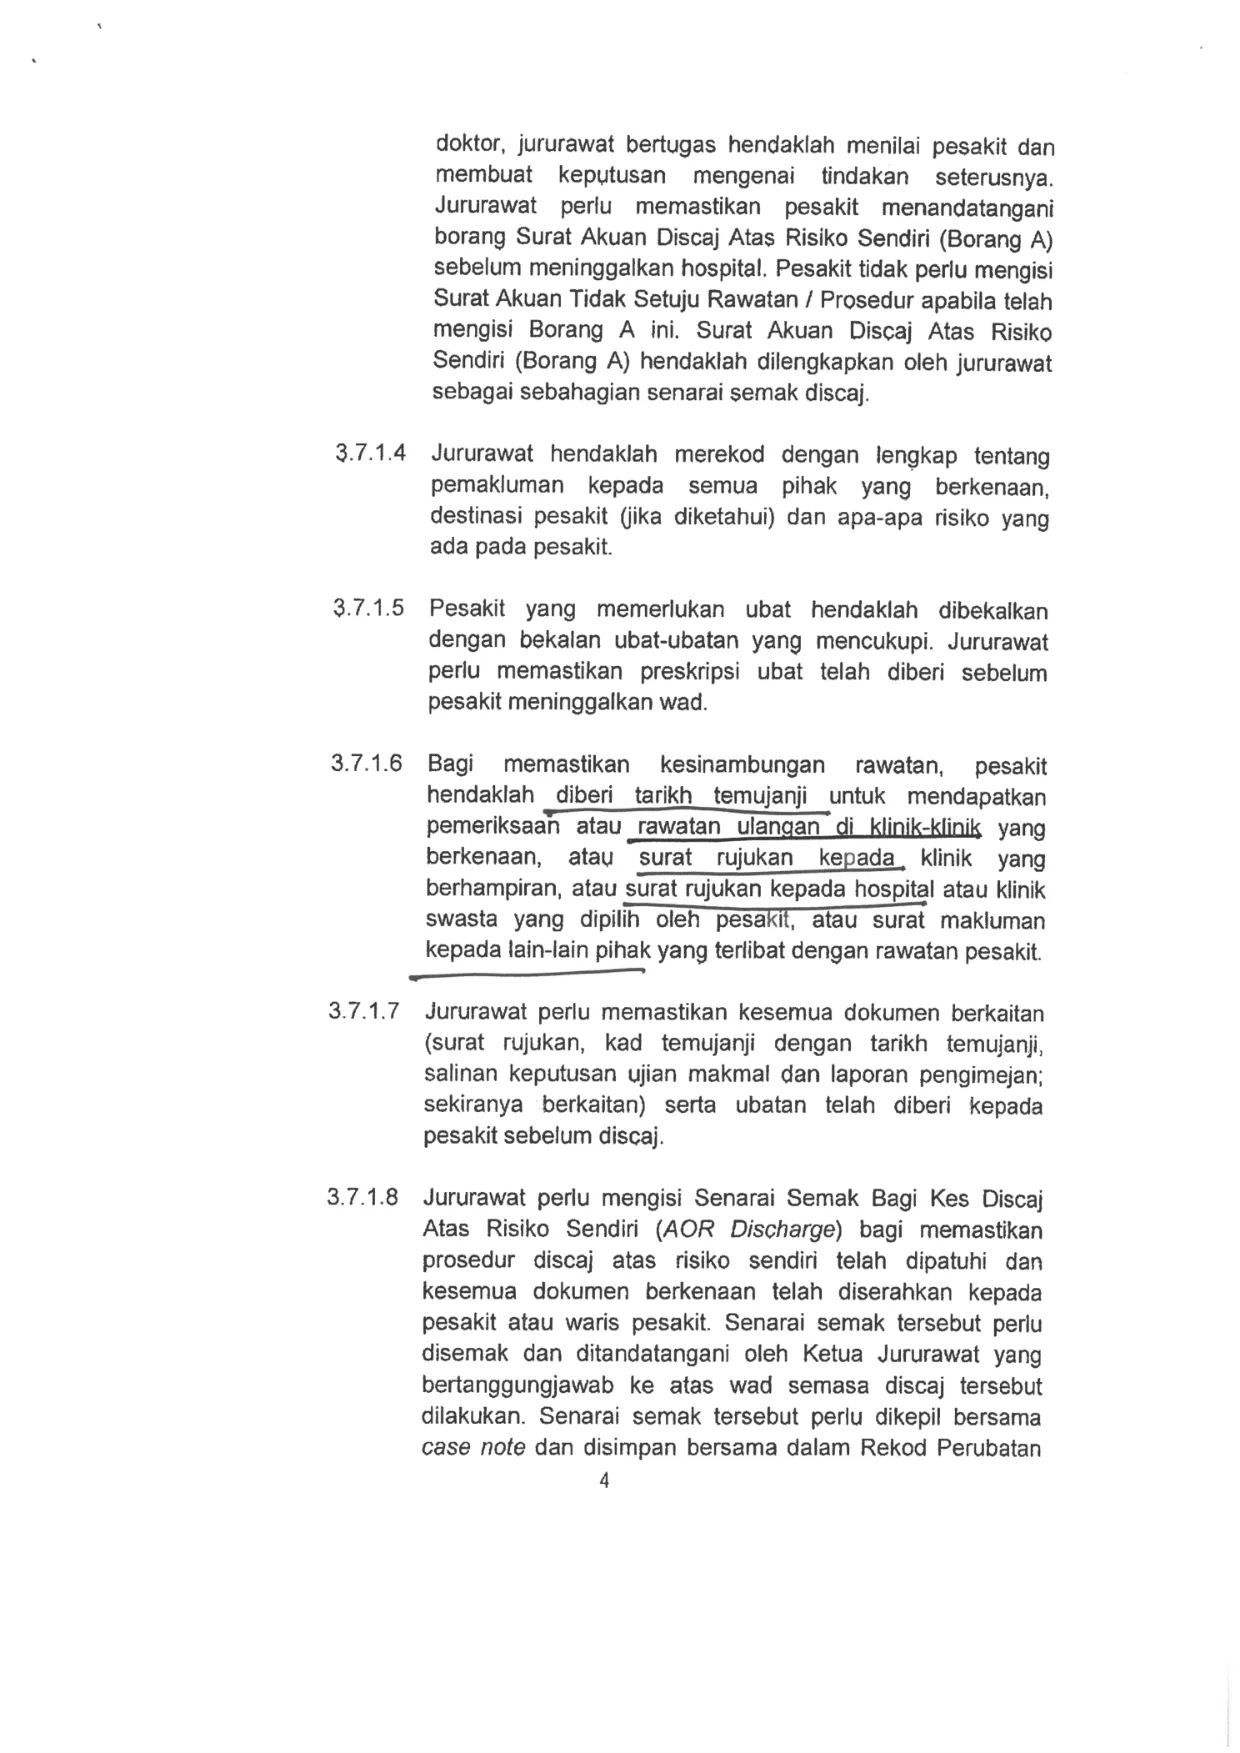 doktor, jururawat bertugas hendaklah menilai pesakit dan
membuat keputusan mengenai tindakan seterusnya.
Jururawat perlu memastikan pesakit menandatangani
borang Surat Akuan Discaj Atas Risiko Sendiri (Borang A)
sebelum meninggalkan hospital. Pesakit tidak perlu mengisi
Surat Akuan Tidak Setuju Rawatan / Prosedur apabila telah
mengisi Borang A ini. Surat Akuan Discaj Atas Risiko
Sendiri (Borang A) hendaklah dilengkapkan oleh jururawat
sebagai sebahagian senarai semak discaj.
3.7.1.4 Jururawat hendaklah merekod dengan lengkap tentang
pemakluman kepada semua pihak yang berkenaan,
destinasi pesakit (jika diketahui) dan apa-apa risiko yang
ada pada pesakit.
3.7.1.5 Pesakit yang memerlukan ubat hendaklah dibekalkan
dengan bekalan ubat-ubatan yang mencukupi. Jururawat
perlu memastikan preskripsi ubat telah diberi sebelum
pesakit meninggalkan wad.
3.7.1.6 Bagi memastikan kesinambungan rawatan, pesakit
hendaklah diberi tarikh temujanji untuk mendapatkan
pemeriksaan atau rawatan ulangan di klinik-klinik yang
berkenaan, atau surat rujukan kepada klinik yang
berhampiran, atau surat rujukan kepada hospital atau klinik
swasta yang dipilih oleh pesakit, atau surat makluman
kepada lain-lain pihak yang terlibat dengan rawatan pesakit.
3.7.1.7 Jururawat perlu memastikan kesemua dokumen berkaitan
(surat rujukan, kad temujanji dengan tarikh temujanji,
salinan keputusan ujian makmal dan laporan pengimejan;
sekiranya berkaitan) serta ubatan telah diberi kepada
pesakit sebelum discaj.
3.7.1.8 Jururawat perlu mengisi Senarai Semak Bagi Kes Discaj
Atas Risiko Sendiri (AOR Discharge) bagi memastikan
prosedur discaj atas risiko sendiri telah dipatuhi dan
kesemua dokumen berkenaan telah diserahkan kepada
pesakit atau waris pesakit. Senarai semak tersebut perlu
disemak dan ditandatangani oleh Ketua Jururawat yang
bertanggungjawab ke atas wad semasa discaj tersebut
dilakukan. Senarai semak tersebut perlu dikepil bersama
case note dan disimpan bersama dalam Rekod Perubatan
4